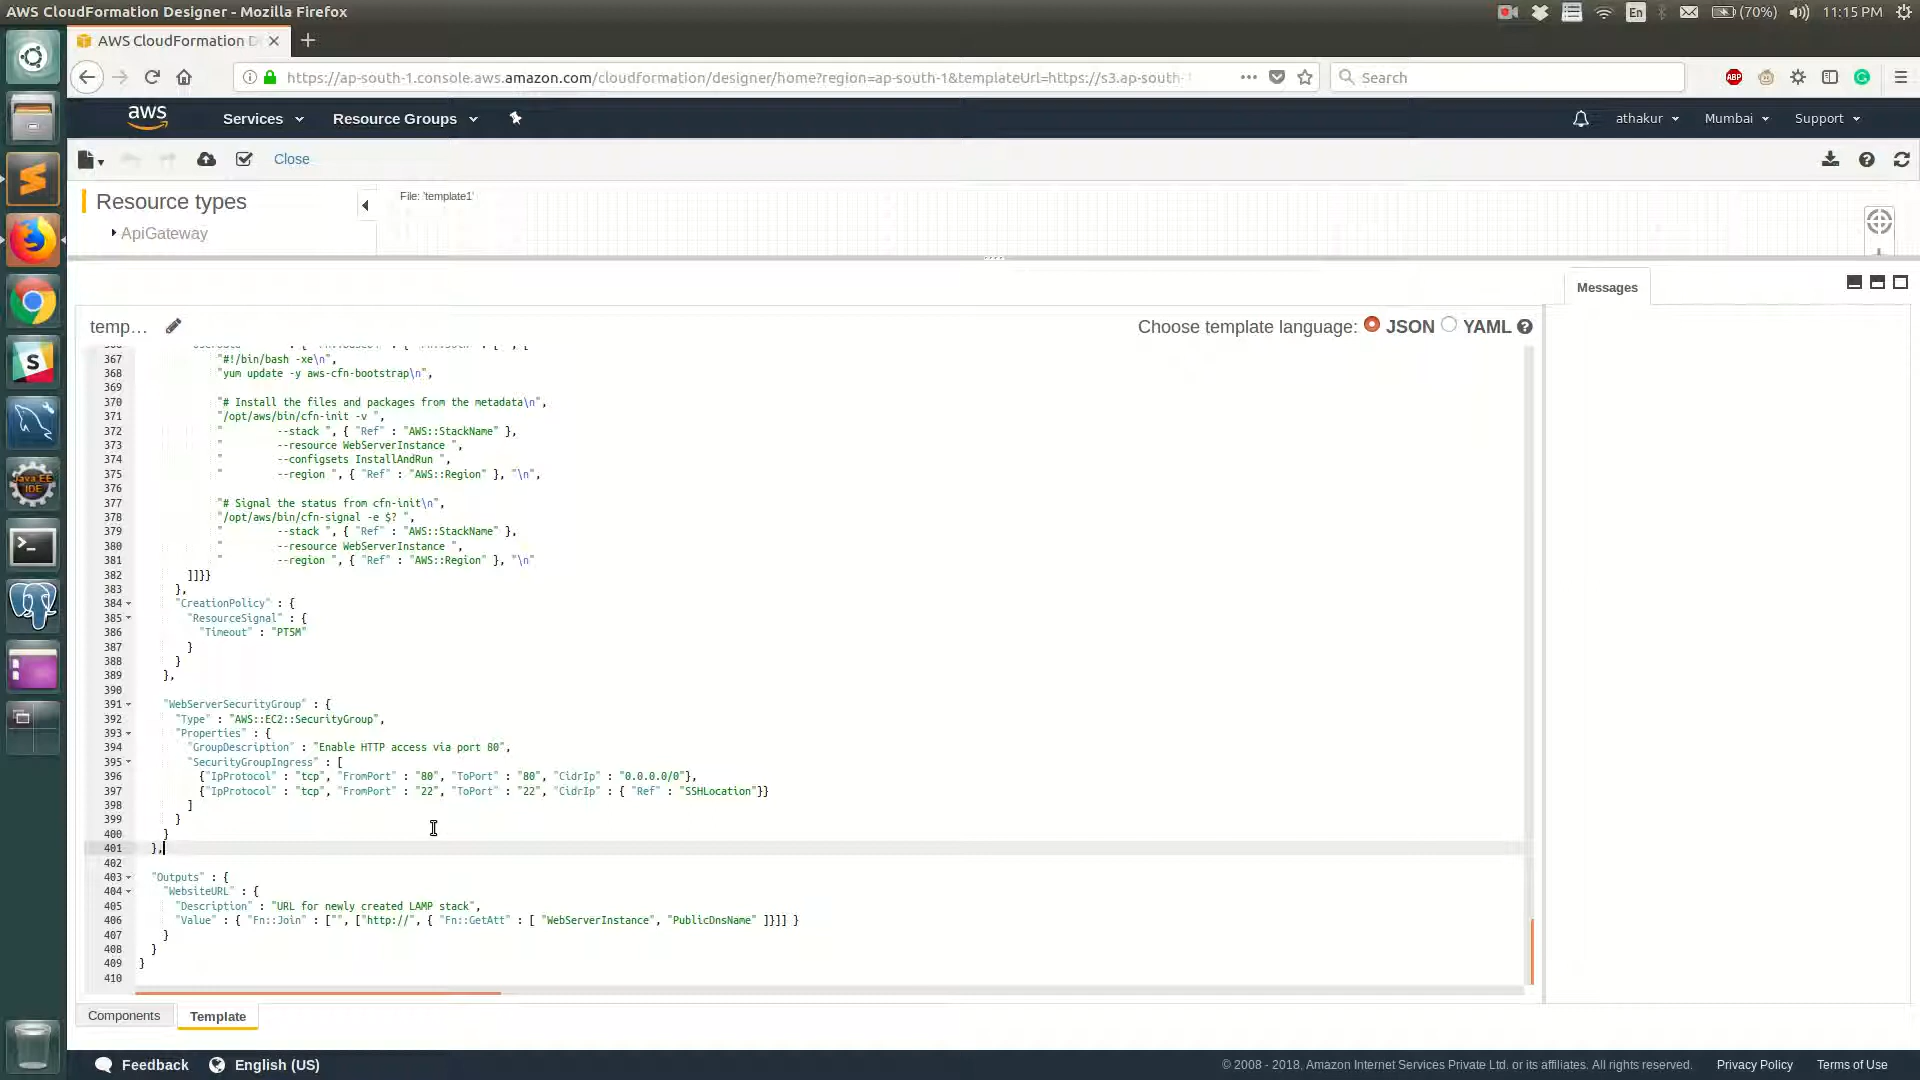 AWS CloudFormation Designer - Mozilla Firefox
En (70%) 11:15 PM
AWS CloudFormation D
https://ap-south-1.console.aws.amazon.com/cloudformation/designer/home?region=ap-south-1&templateUrl=https://s3.ap-south-1
Search
ABP
aws Services Resource Groups athakur Mumbai Support
Close
Resource types
File: 'template1'
ApiGateway
Messages
temp... Choose template language: JSON YAML
367 "#!/bin/bash -xe\n",
368 "yum update -y aws-cfn-bootstrap\n",
369
370 "# Install the files and packages from the metadata\n",
371 "/opt/aws/bin/cfn-init -v ",
372 " --stack ", { "Ref" : "AWS::StackName" },
373 " --resource WebServerInstance ",
374 " --configsets InstallAndRun ",
375 " --region ", { "Ref" : "AWS::Region" }, "\n",
376
377 "# Signal the status from cfn-init\n",
378 "/opt/aws/bin/cfn-signal -e $? ",
379 " --stack ", { "Ref" : "AWS::StackName" },
380 " --resource WebServerInstance ",
381 " --region ", { "Ref" : "AWS::Region" }, "\n"
382 ]]}}
383 },
384 "CreationPolicy" : {
385 "ResourceSignal" : {
386 "Timeout" : "PT5M"
387 }
388 }
389 },
390
391 "WebServerSecurityGroup" : {
392 "Type" : "AWS::EC2::SecurityGroup",
393 "Properties" : {
394 "GroupDescription" : "Enable HTTP access via port 80",
395 "SecurityGroupIngress" : [
396 {"IpProtocol" : "tcp", "FromPort" : "80", "ToPort" : "80", "CidrIp" : "0.0.0.0/0"},
397 {"IpProtocol" : "tcp", "FromPort" : "22", "ToPort" : "22", "CidrIp" : { "Ref" : "SSHLocation"}}
398 ]
399 }
400 }
401 },
402
403 "Outputs" : {
404 "WebsiteURL" : {
405 "Description" : "URL for newly created LAMP stack",
406 "Value" : { "Fn::Join" : ["", ["http://", { "Fn::GetAtt" : [ "WebServerInstance", "PublicDnsName" ]}]] }
407 }
408 }
409 }
410
Java EE
IDE
Components Template
Feedback English (US) © 2008 - 2018, Amazon Internet Services Private Ltd. or its affiliates. All rights reserved. Privacy Policy Terms of Use